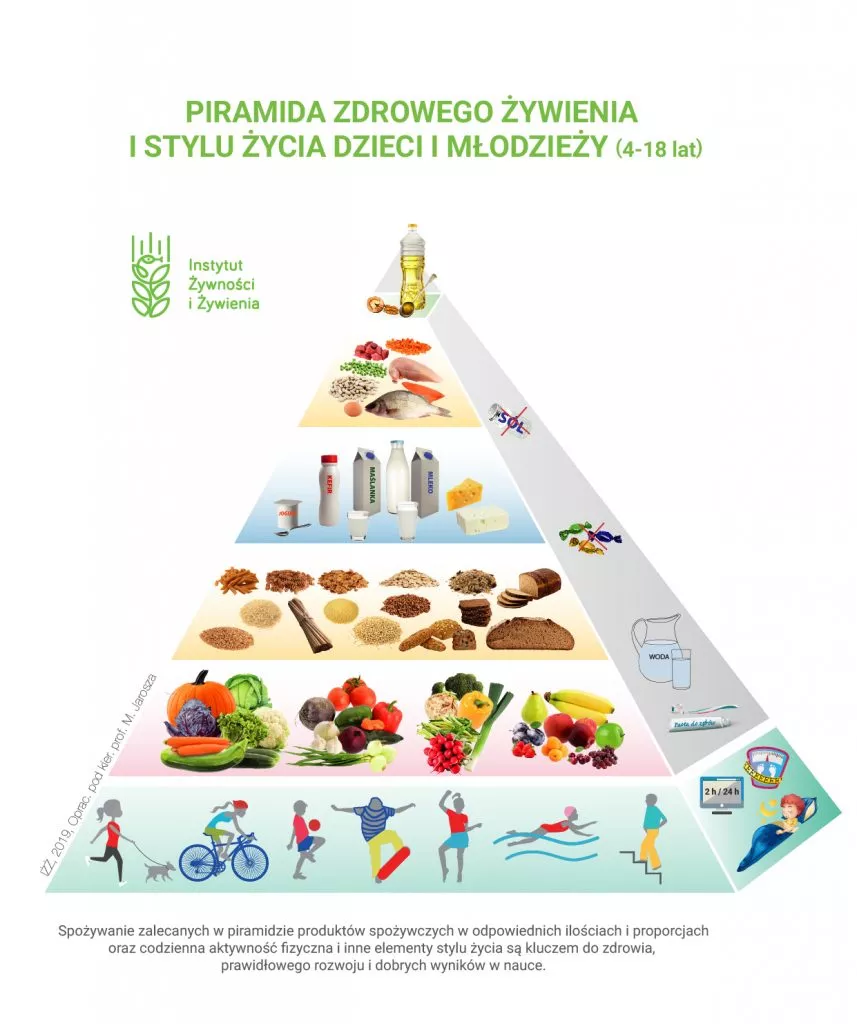 PIRAMIDA ZDROWEGO ŻYWIENIA
I STYLU ŻYCIA DZIECI I MŁODZIEŻY (4-18 lat)
Instytut
Żywności
i Żywienia
SÓL
JOGURT
KEFIR
MAŚLANKA
MLEKO
WODA
Pasta do zębów
2 h / 24 h
IŻŻ, 2019, Oprac. pod kier. prof. M. Jarosza
Spożywanie zalecanych w piramidzie produktów spożywczych w odpowiednich ilościach i proporcjach
oraz codzienna aktywność fizyczna i inne elementy stylu życia są kluczem do zdrowia,
prawidłowego rozwoju i dobrych wyników w nauce.